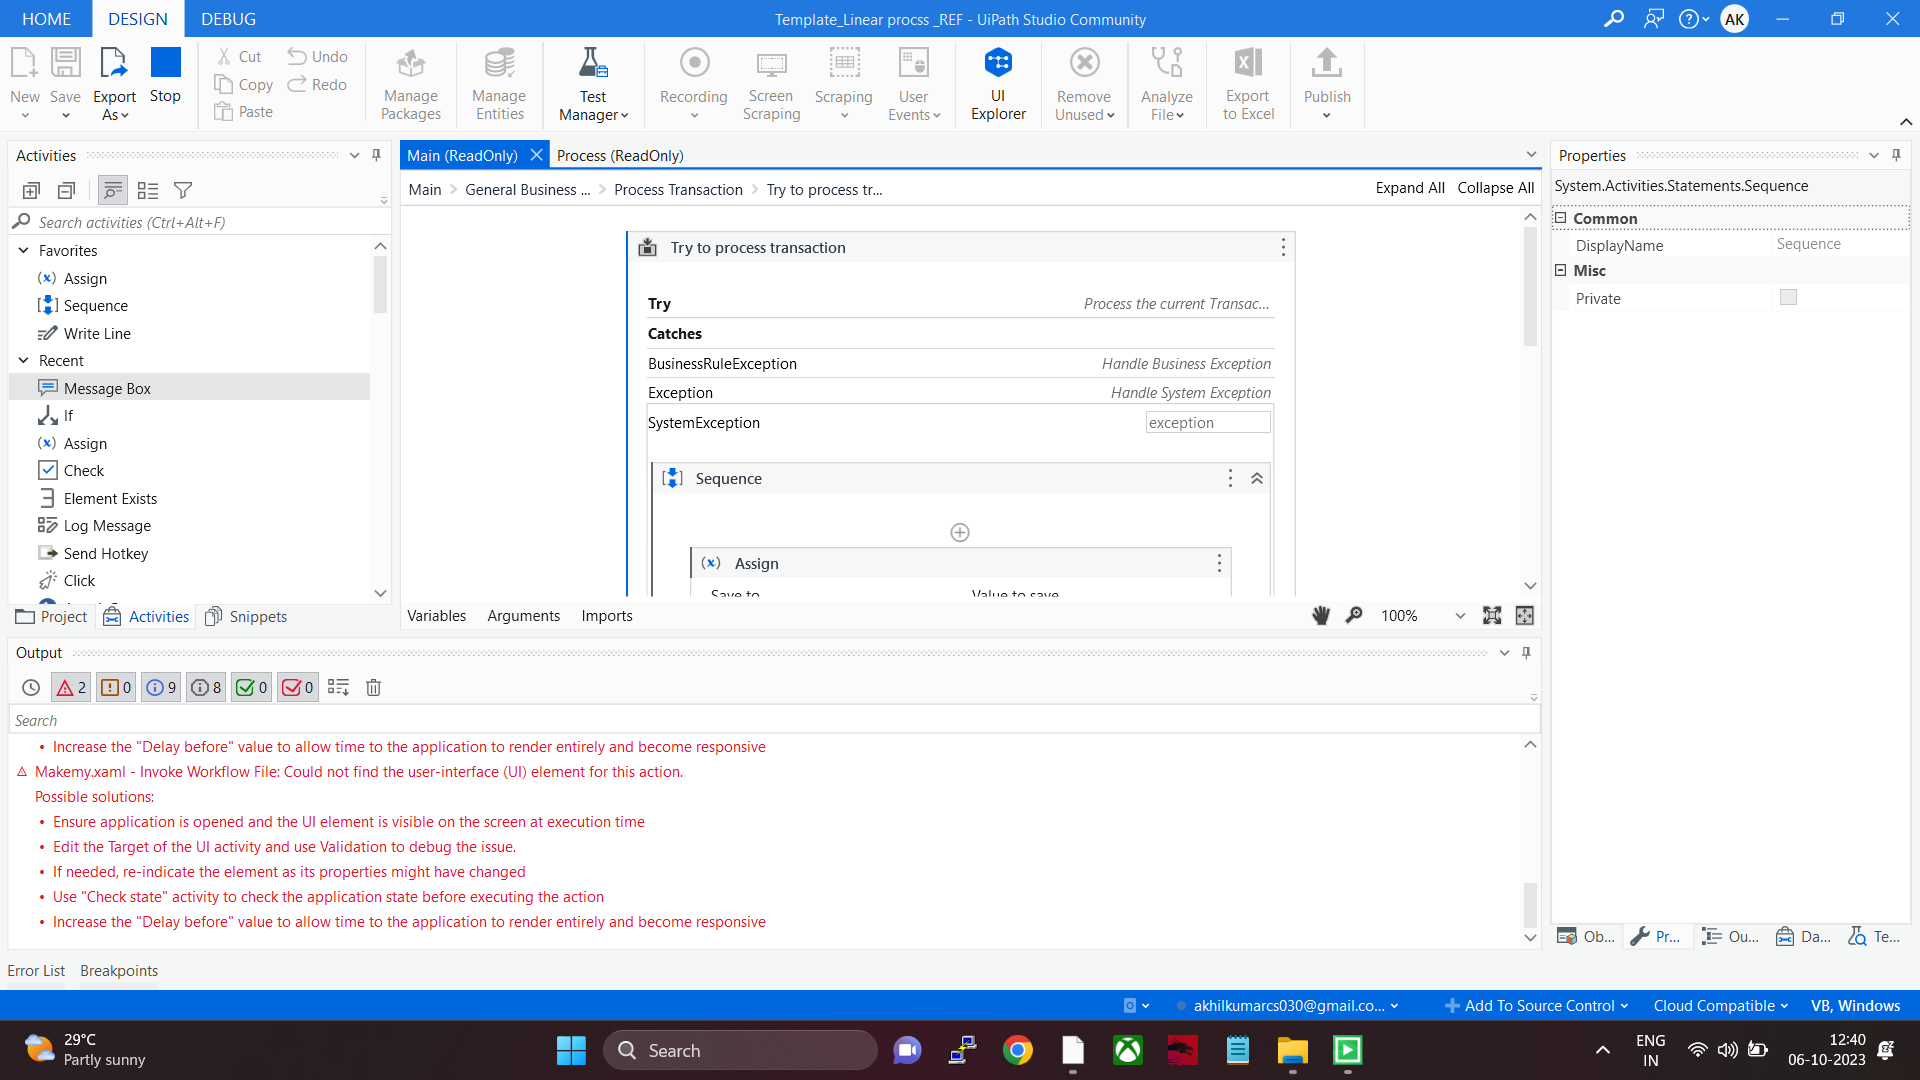 HOME DESIGN DEBUG
Template_Linear procss _REF - UiPath Studio Community
AK
New
Save
Export As
Stop
Cut
Copy
Paste
Undo
Redo
Manage Packages
Manage Entities
Test Manager
Recording
Screen Scraping
Scraping
User Events
UI Explorer
Remove Unused
Analyze File
Export to Excel
Publish
Activities
Search activities (Ctrl+Alt+F)
Favorites
Assign
Sequence
Write Line
Recent
Message Box
If
Assign
Check
Element Exists
Log Message
Send Hotkey
Click
Project Activities Snippets
Main (ReadOnly) Process (ReadOnly)
Main General Business ... Process Transaction Try to process tr...
Expand All Collapse All
Try to process transaction
Try Process the current Transac...
Catches
BusinessRuleException Handle Business Exception
Exception Handle System Exception
SystemException exception
Sequence
Assign
Save to Value to save
Variables Arguments Imports
100%
Properties
System.Activities.Statements.Sequence
Common
DisplayName Sequence
Misc
Private
Ob... Pr... Ou... Da... Te...
Output
2 0 9 8 0 0
Search
• Increase the "Delay before" value to allow time to the application to render entirely and become responsive
Makemy.xaml - Invoke Workflow File: Could not find the user-interface (UI) element for this action.
Possible solutions:
• Ensure application is opened and the UI element is visible on the screen at execution time
• Edit the Target of the UI activity and use Validation to debug the issue.
• If needed, re-indicate the element as its properties might have changed
• Use "Check state" activity to check the application state before executing the action
• Increase the "Delay before" value to allow time to the application to render entirely and become responsive
Error List Breakpoints
akhilkumarcs030@gmail.co... Add To Source Control Cloud Compatible VB, Windows
29°C
Partly sunny
Search
ENG
IN
12:40
06-10-2023